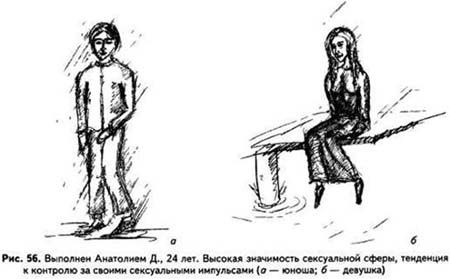 а
б
Рис. 56. Выполнен Анатолием Д., 24 лет. Высокая значимость сексуальной сферы, тенденция
к контролю за своими сексуальными импульсами (а — юноша; б — девушка)